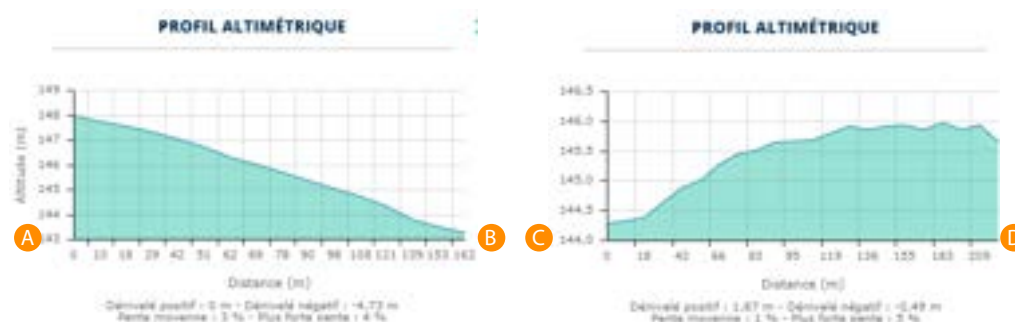 PROFIL ALTIMÉTRIQUE
149
148
147
146
145
144
143
Altitude (m)
A
B
0 10 18 29 42 51 62 69 78 90 98 108 121 139 153 163
Distance (m)
Dénivelé positif : 0 m - Dénivelé négatif : -4,73 m
Pente moyenne : 3 % - Plus forte pente : 4 %
PROFIL ALTIMÉTRIQUE
146.5
146.0
145.5
145.0
144.5
144.0
C
D
0 18 42 66 83 95 119 136 155 183 209
Distance (m)
Dénivelé positif : 1,67 m - Dénivelé négatif : -0,49 m
Pente moyenne : 1 % - Plus forte pente : 5 %